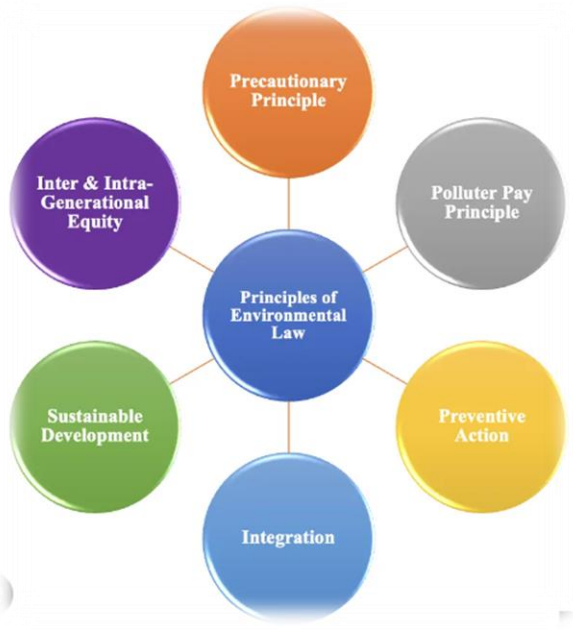 Precautionary
Principle
Inter & Intra-
Generational
Equity
Polluter Pay
Principle
Principles of
Environmental
Law
Sustainable
Development
Preventive
Action
Integration